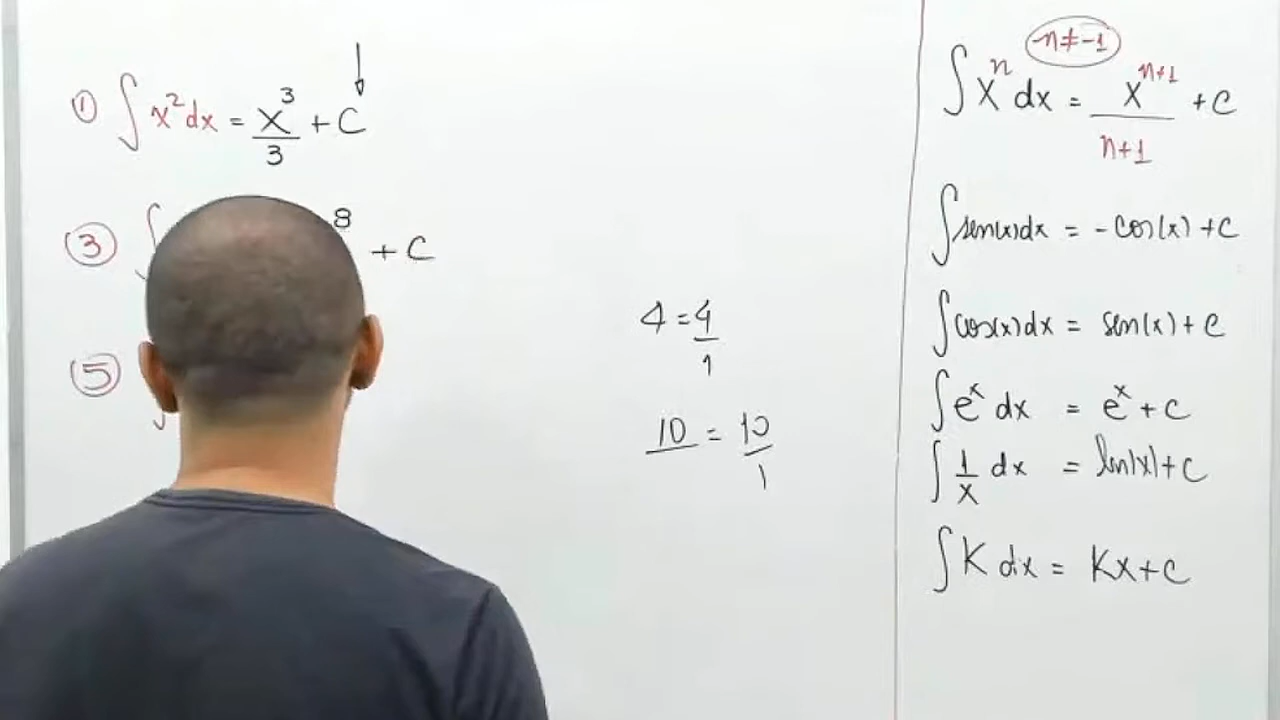 ① ∫ x² dx = x³/3 + C
③ ∫ 8 + C
⑤ ∫
4 = 4/1
10 = 10/1
n ≠ -1
∫ xⁿ dx = xⁿ⁺¹/n+1 + C
∫ sen(x)dx = - cos(x) + C
∫ cos(x)dx = sen(x) + C
∫ eˣ dx = eˣ + C
∫ 1/x dx = ln|x| + C
∫ K dx = Kx + C